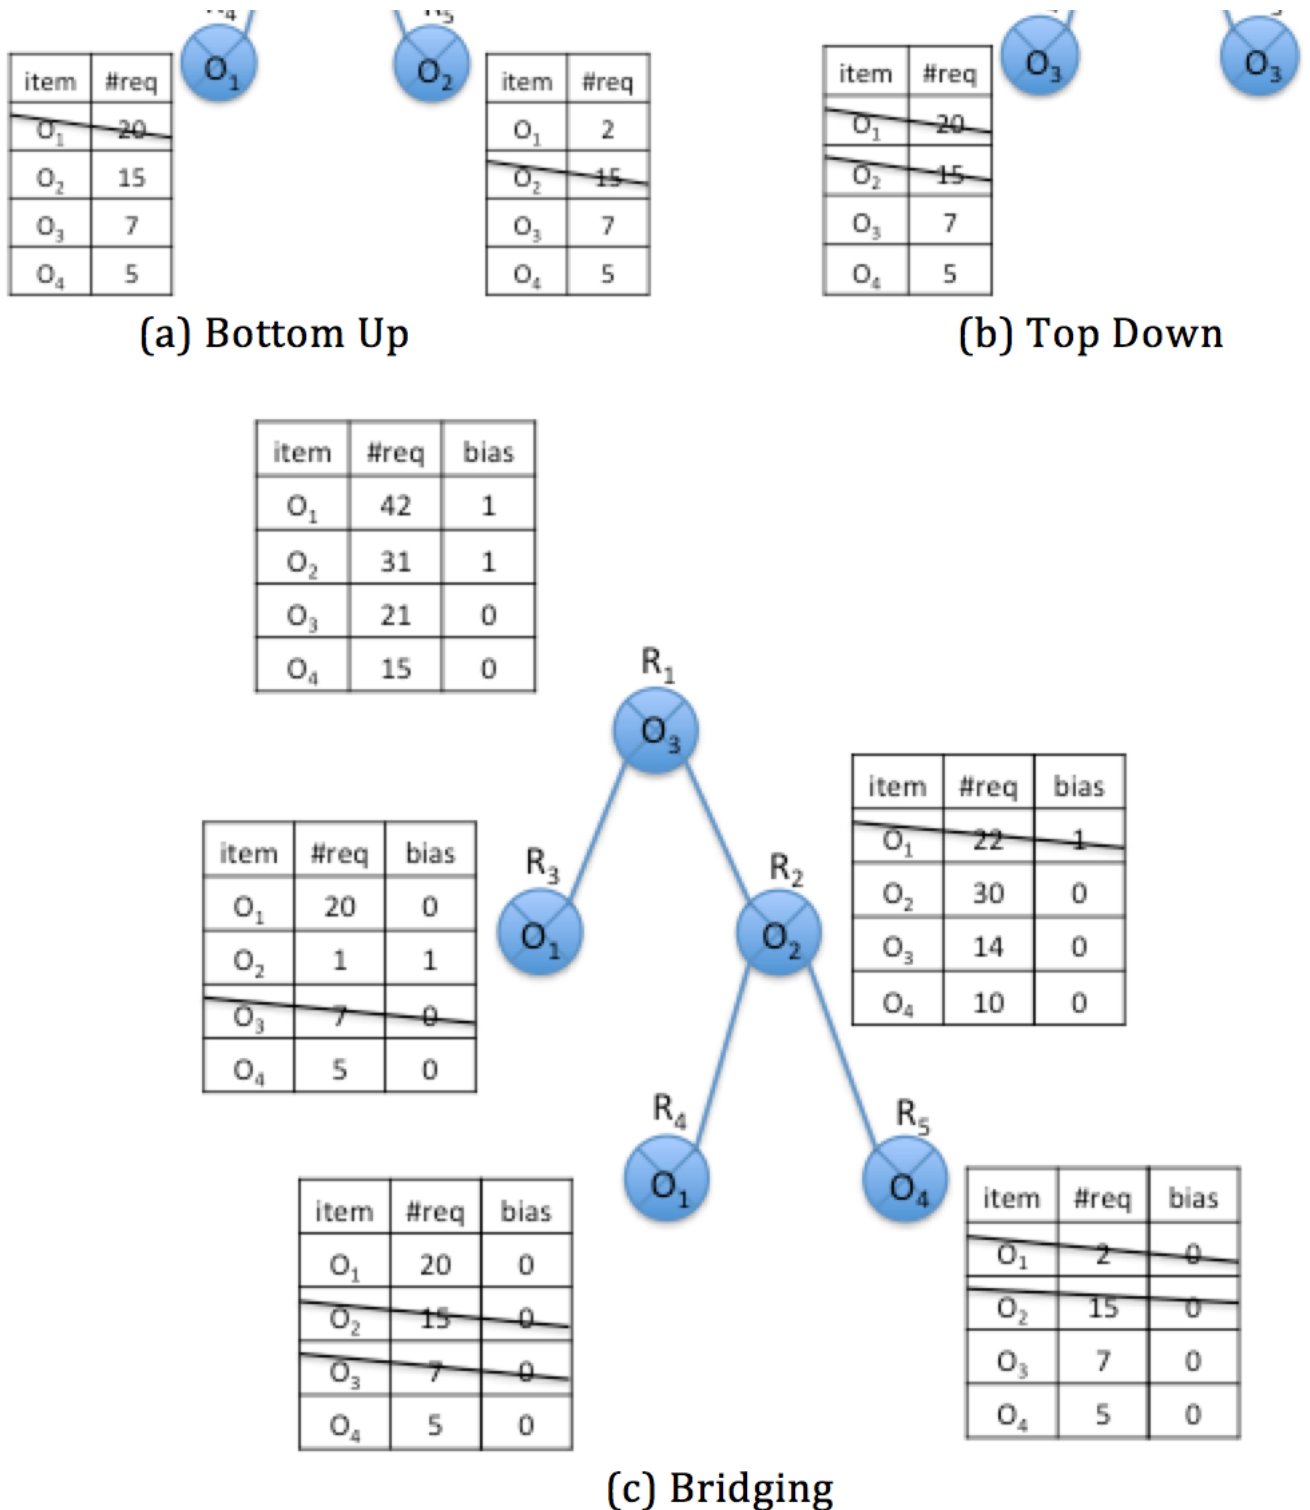 R4
R5
O1
O2
item #req
O1 20
O2 15
O3 7
O4 5
item #req
O1 2
O2 15
O3 7
O4 5
(a) Bottom Up
O3
O3
item #req
O1 20
O2 15
O3 7
O4 5
(b) Top Down
item #req bias
O1 42 1
O2 31 1
O3 21 0
O4 15 0
R1
O3
item #req bias
O1 22 1
O2 30 0
O3 14 0
O4 10 0
item #req bias
O1 20 0
O2 1 1
O3 7 0
O4 5 0
R3
O1
R2
O2
R4
O1
R5
O4
item #req bias
O1 20 0
O2 15 0
O3 7 0
O4 5 0
item #req bias
O1 2 0
O2 15 0
O3 7 0
O4 5 0
(c) Bridging